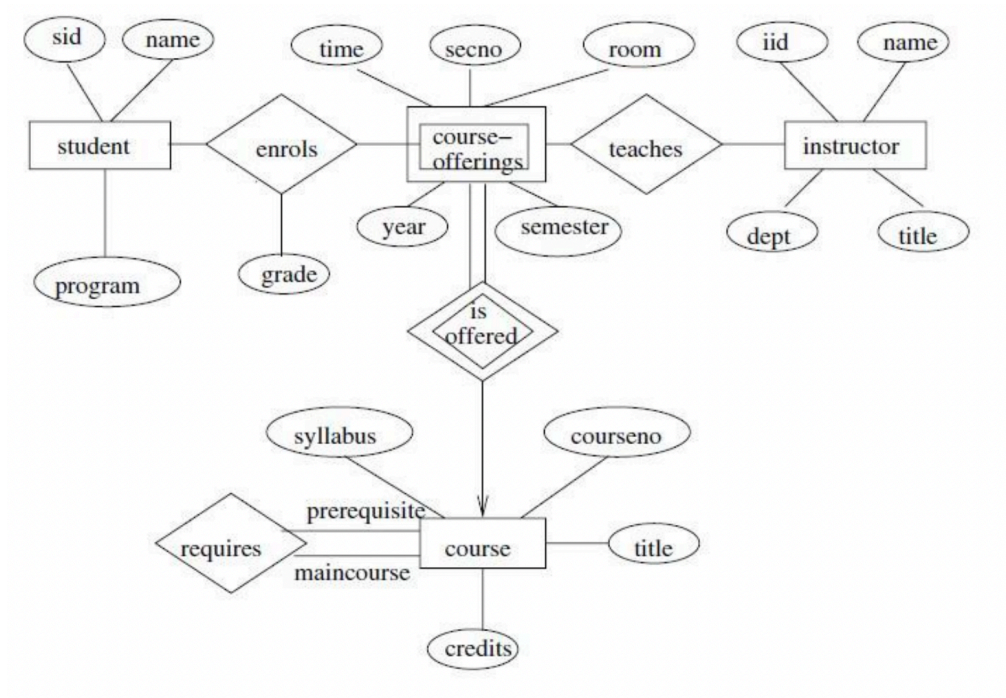 sid
name
time
secno
room
iid
name
student
enrols
course-
offerings
teaches
instructor
year
semester
dept
title
program
grade
is
offered
syllabus
courseno
prerequisite
requires
course
title
maincourse
credits